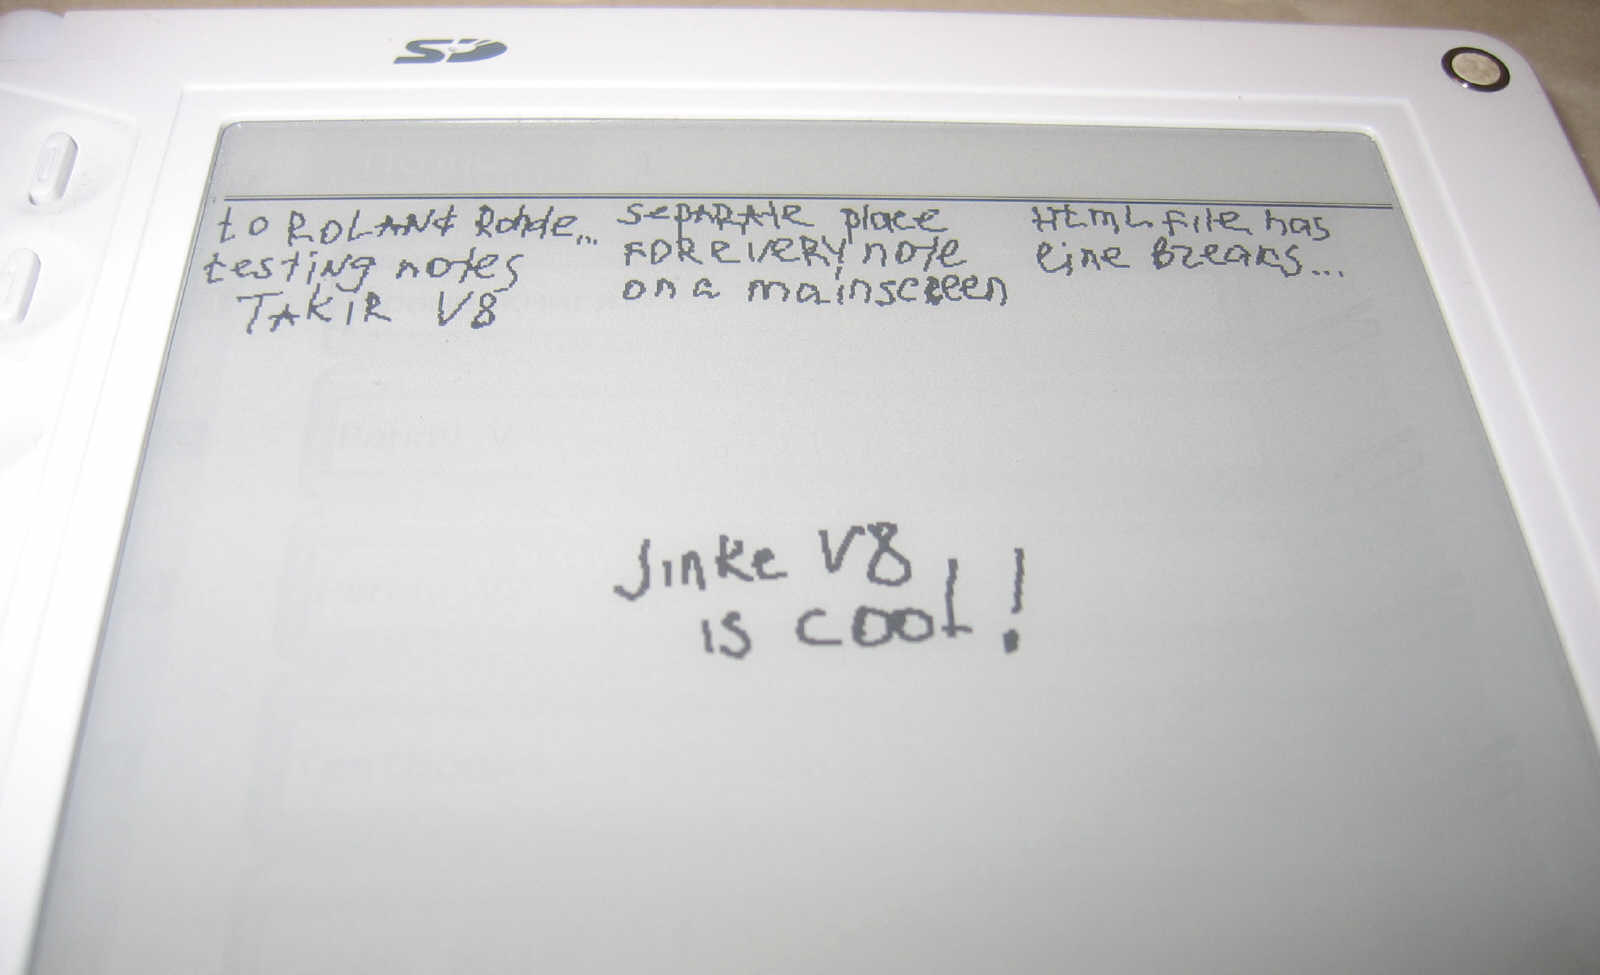 SD
to ROLAND Rohde...
testing notes
TAKIR V8
SEPARATE place
FOR EVERY note
on a mainscreen
HTML File has
line breaks...
Jinke V8
is cool!